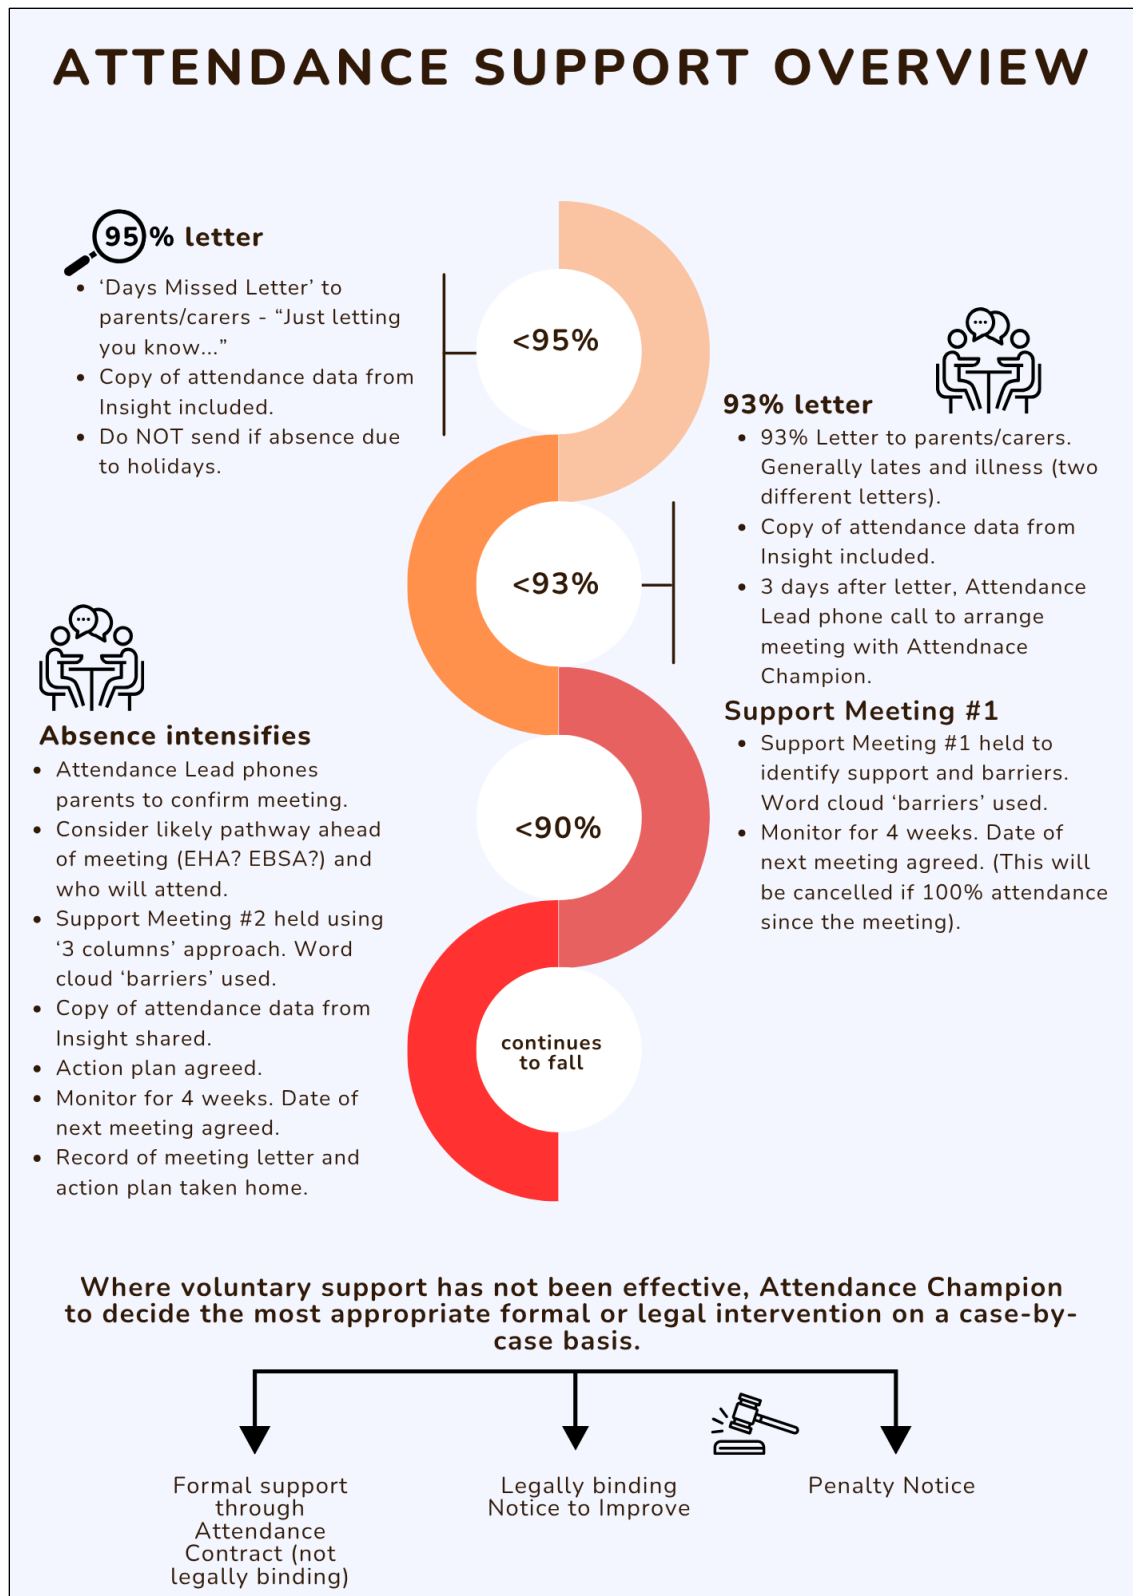 ATTENDANCE SUPPORT OVERVIEW
95% letter
• ‘Days Missed Letter’ to
parents/carers - “Just letting
you know...”
• Copy of attendance data from
Insight included.
• Do NOT send if absence due
to holidays.
<95%
93% letter
• 93% Letter to parents/carers.
Generally lates and illness (two
different letters).
• Copy of attendance data from
Insight included.
• 3 days after letter, Attendance
Lead phone call to arrange
meeting with Attendnace
Champion.
<93%
Support Meeting #1
• Support Meeting #1 held to
identify support and barriers.
Word cloud ‘barriers’ used.
• Monitor for 4 weeks. Date of
next meeting agreed. (This will
be cancelled if 100% attendance
since the meeting).
<90%
Absence intensifies
• Attendance Lead phones
parents to confirm meeting.
• Consider likely pathway ahead
of meeting (EHA? EBSA?) and
who will attend.
• Support Meeting #2 held using
‘3 columns’ approach. Word
cloud ‘barriers’ used.
• Copy of attendance data from
Insight shared.
• Action plan agreed.
• Monitor for 4 weeks. Date of
next meeting agreed.
• Record of meeting letter and
action plan taken home.
continues
to fall
Where voluntary support has not been effective, Attendance Champion
to decide the most appropriate formal or legal intervention on a case-by-
case basis.
Formal support
through
Attendance
Contract (not
legally binding)
Legally binding
Notice to Improve
Penalty Notice